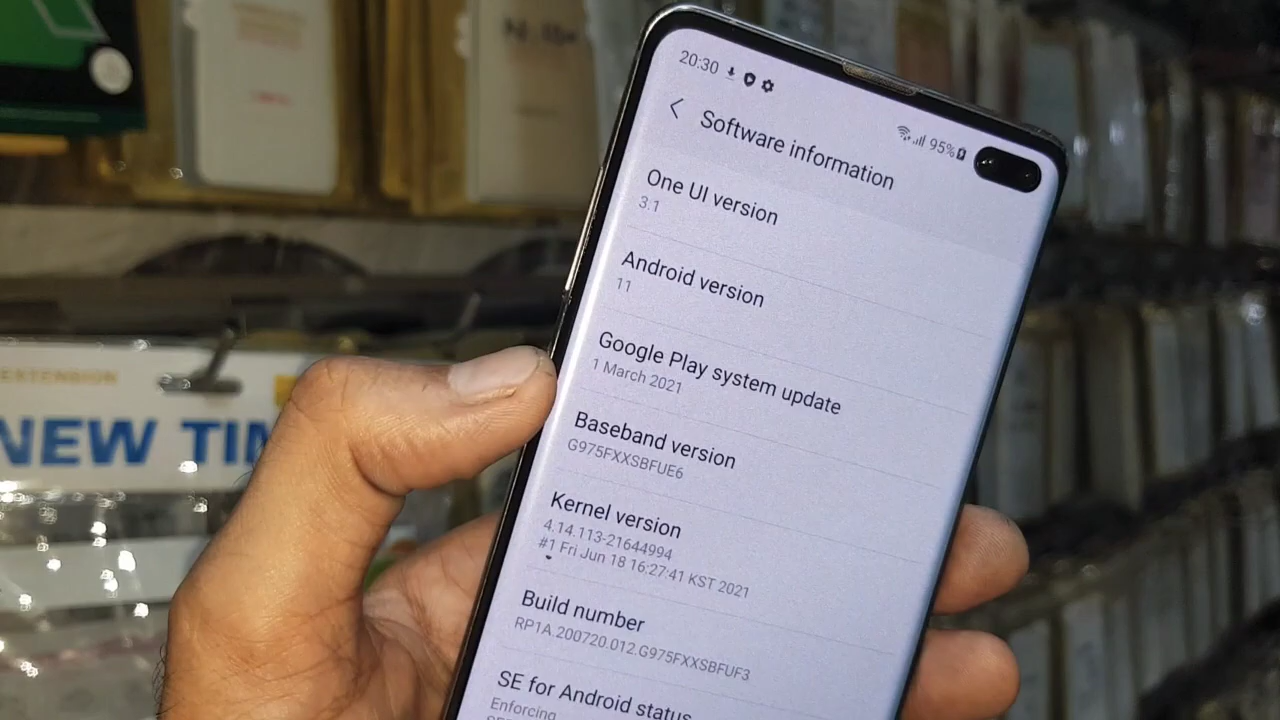 20:30
95%
Software information
One UI version
3.1
Android version
11
Google Play system update
1 March 2021
Baseband version
G975FXXSBFUE6
Kernel version
4.14.113-21644994
#1 Fri Jun 18 16:27:41 KST 2021
Build number
RP1A.200720.012.G975FXXSBFUF3
SE for Android status
Enforcing
EXTENSION
NEW TIM